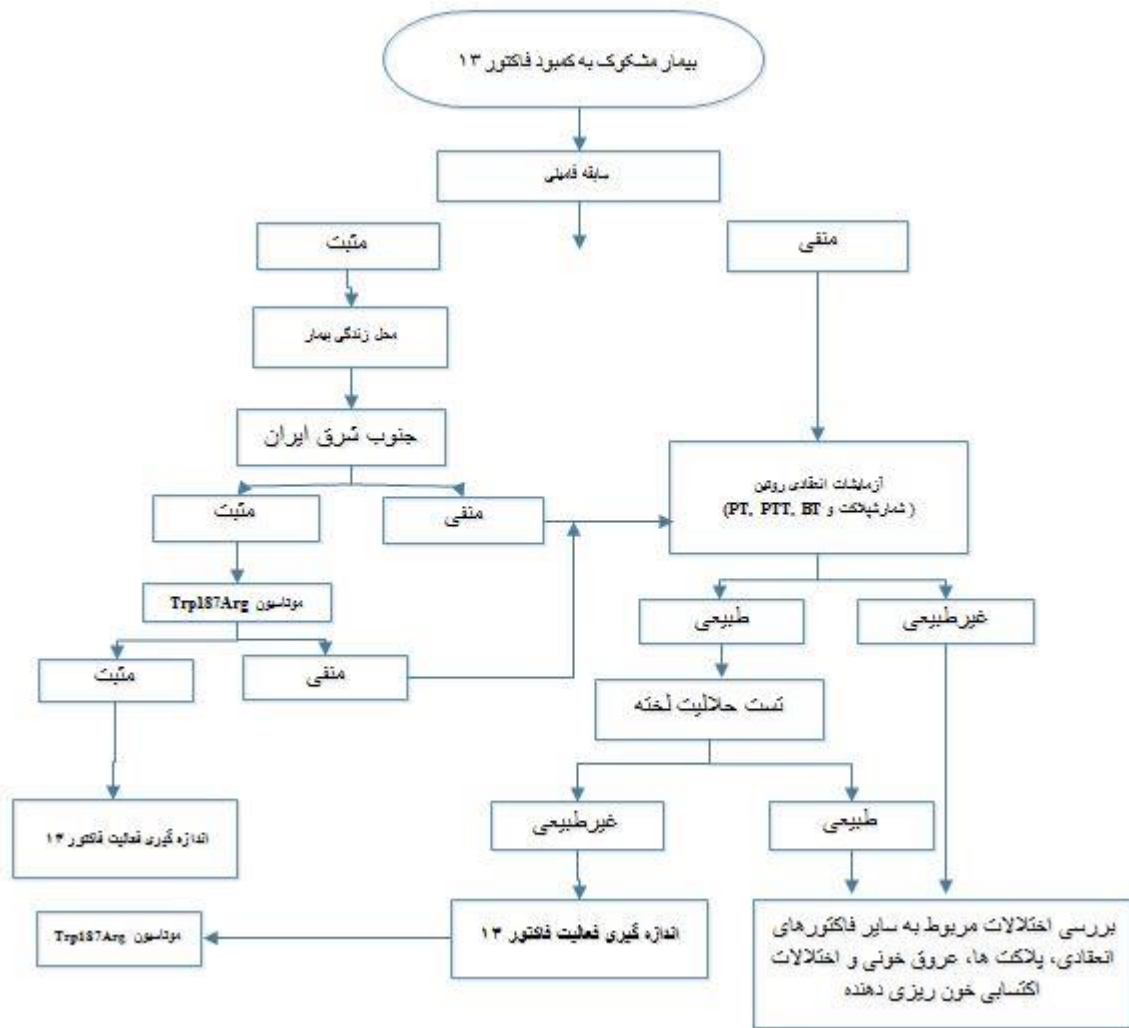 بیمار مشکوک به کمبود فاکتور ۱۳
سابقه فامیلی
مثبت
منفی
محل زندگی بیمار
جنوب شرق ایران
آزمایشات انعقادی روتین
(شمارشپلاکت و PT, PTT, BT)
مثبت
منفی
موتاسیون Trp187Arg
طبیعی
غیرطبیعی
مثبت
منفی
تست حلالیت لخته
اندازه گیری فعالیت فاکتور ۱۳
غیرطبیعی
طبیعی
موتاسیون Trp187Arg
اندازه گیری فعالیت فاکتور ۱۳
بررسی اختلالات مربوط به سایر فاکتورهای
انعقادی، پلاکت ها، عروق خونی و اختلالات
اکتسابی خون ریزی دهنده